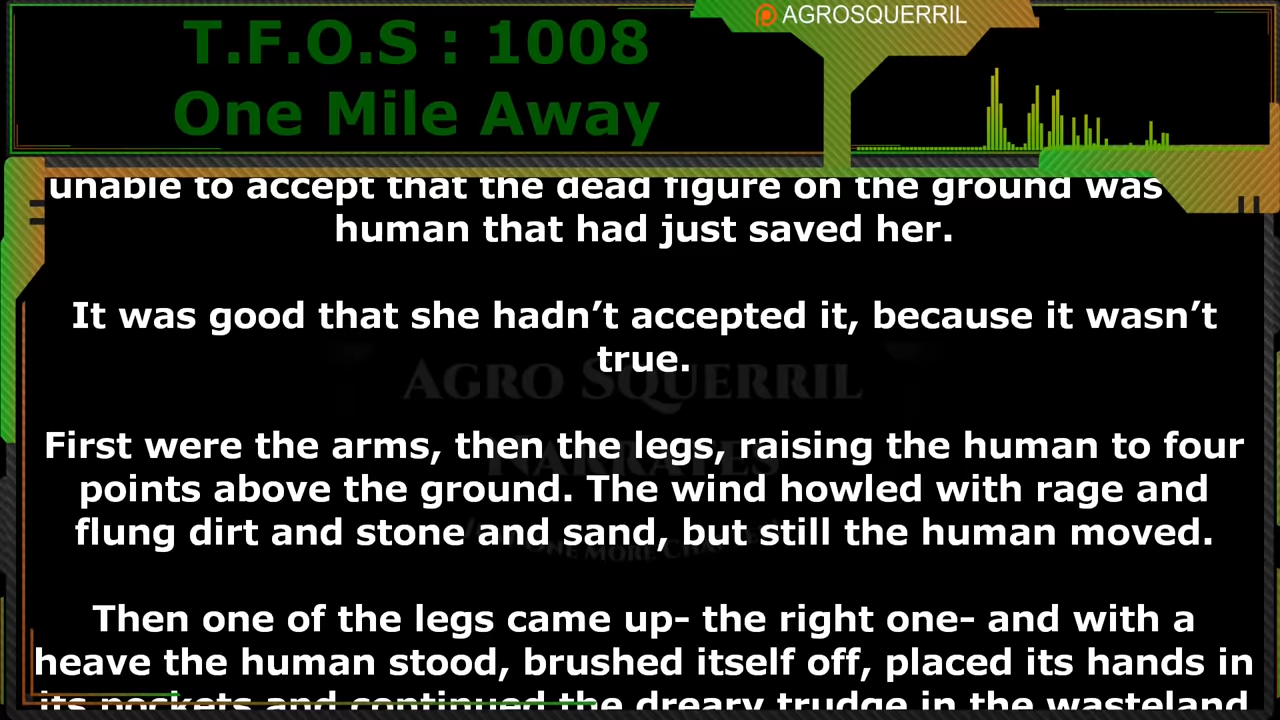 AGROSQUERRIL
T.F.O.S : 1008
One Mile Away
unable to accept that the dead figure on the ground was
human that had just saved her.
It was good that she hadn’t accepted it, because it wasn’t
true.
AGRO SQUERRIL
NARRATES
First were the arms, then the legs, raising the human to four
points above the ground. The wind howled with rage and
flung dirt and stone and sand, but still the human moved.
ONE MORE
Then one of the legs came up- the right one- and with a
heave the human stood, brushed itself off, placed its hands in
its pockets and continued the dreary trudge in the wasteland